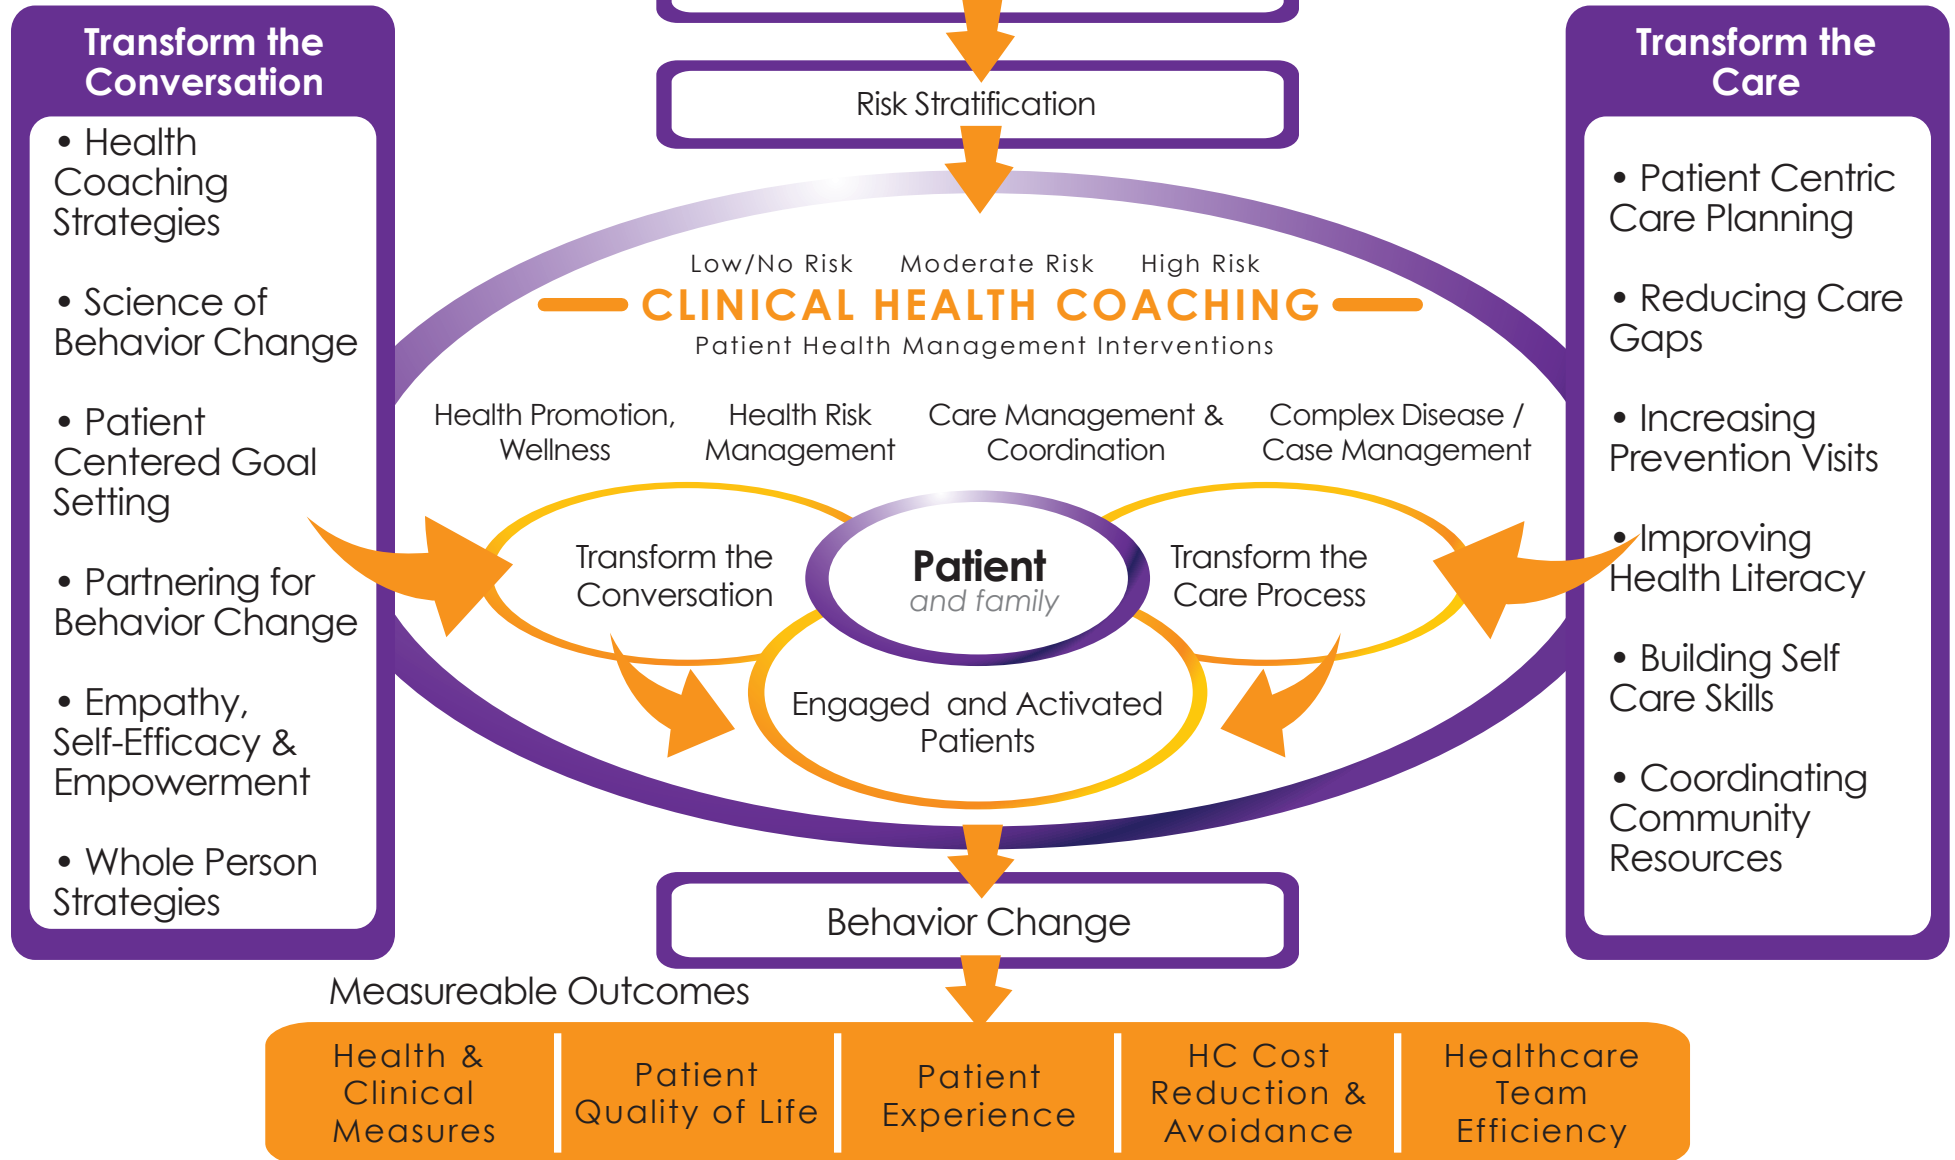 Transform the
Conversation
• Health
Coaching
Strategies
• Science of
Behavior Change
• Patient
Centered Goal
Setting
• Partnering for
Behavior Change
• Empathy,
Self-Efficacy &
Empowerment
• Whole Person
Strategies
Risk Stratification
Low/No Risk Moderate Risk High Risk
CLINICAL HEALTH COACHING
Patient Health Management Interventions
Health Promotion,
Wellness
Health Risk
Management
Care Management &
Coordination
Complex Disease /
Case Management
Transform the
Conversation
Patient
and family
Transform the
Care Process
Engaged and Activated
Patients
Behavior Change
Transform the
Care
• Patient Centric
Care Planning
• Reducing Care
Gaps
• Increasing
Prevention Visits
• Improving
Health Literacy
• Building Self
Care Skills
• Coordinating
Community
Resources
Measureable Outcomes
Health &
Clinical
Measures
Patient
Quality of Life
Patient
Experience
HC Cost
Reduction &
Avoidance
Healthcare
Team
Efficiency